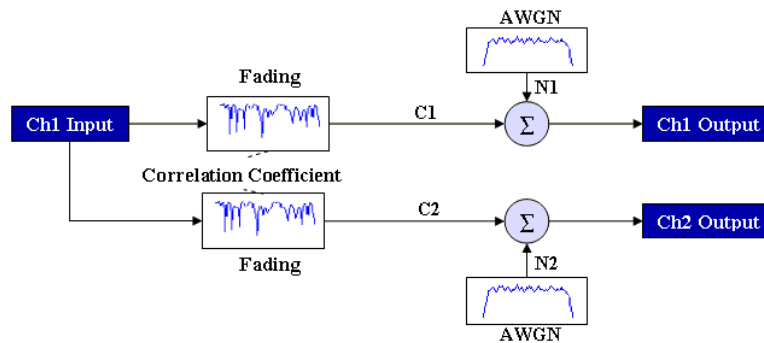 AWGN
Fading
N1
C1
Ch1 Input
Σ
Ch1 Output
Correlation Coefficient
C2
Σ
Ch2 Output
Fading
N2
AWGN